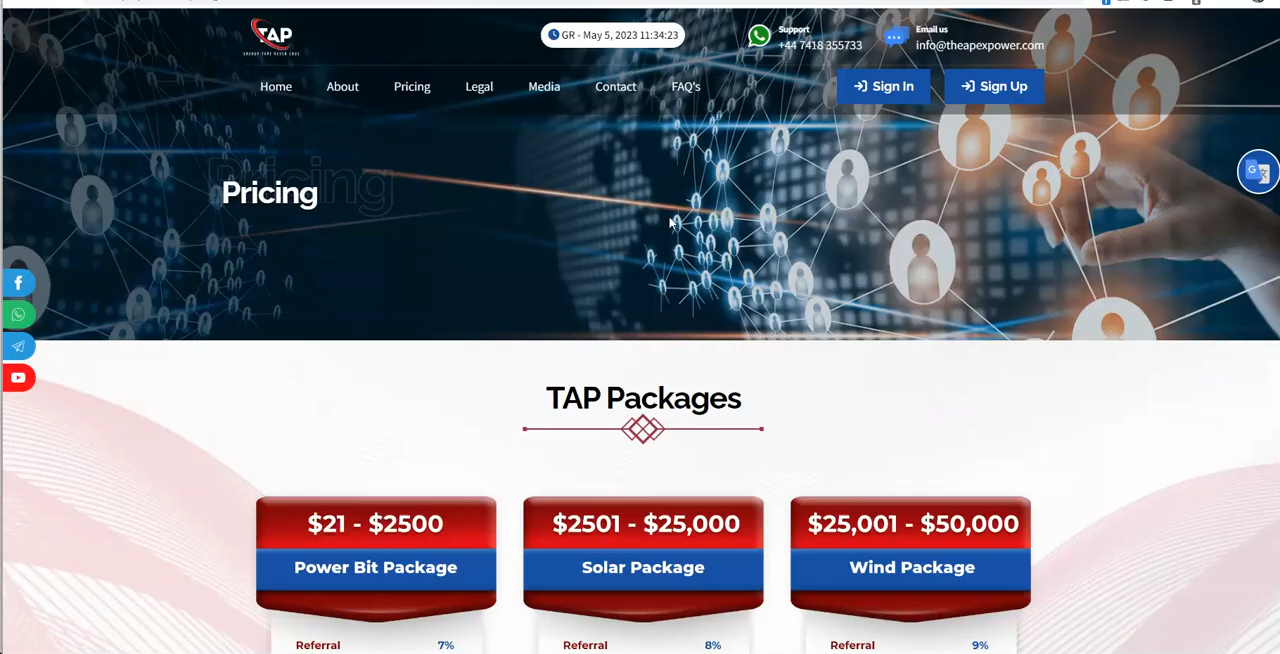 TAP
GR - May 5, 2023 11:34:23
Support
+44 7418 355733
Email us
info@theapexpower.com
Home
About
Pricing
Legal
Media
Contact
FAQ's
Sign In
Sign Up
Pricing
Pricing
TAP Packages
$21 - $2500
Power Bit Package
Referral 7%
$2501 - $25,000
Solar Package
Referral 8%
$25,001 - $50,000
Wind Package
Referral 9%